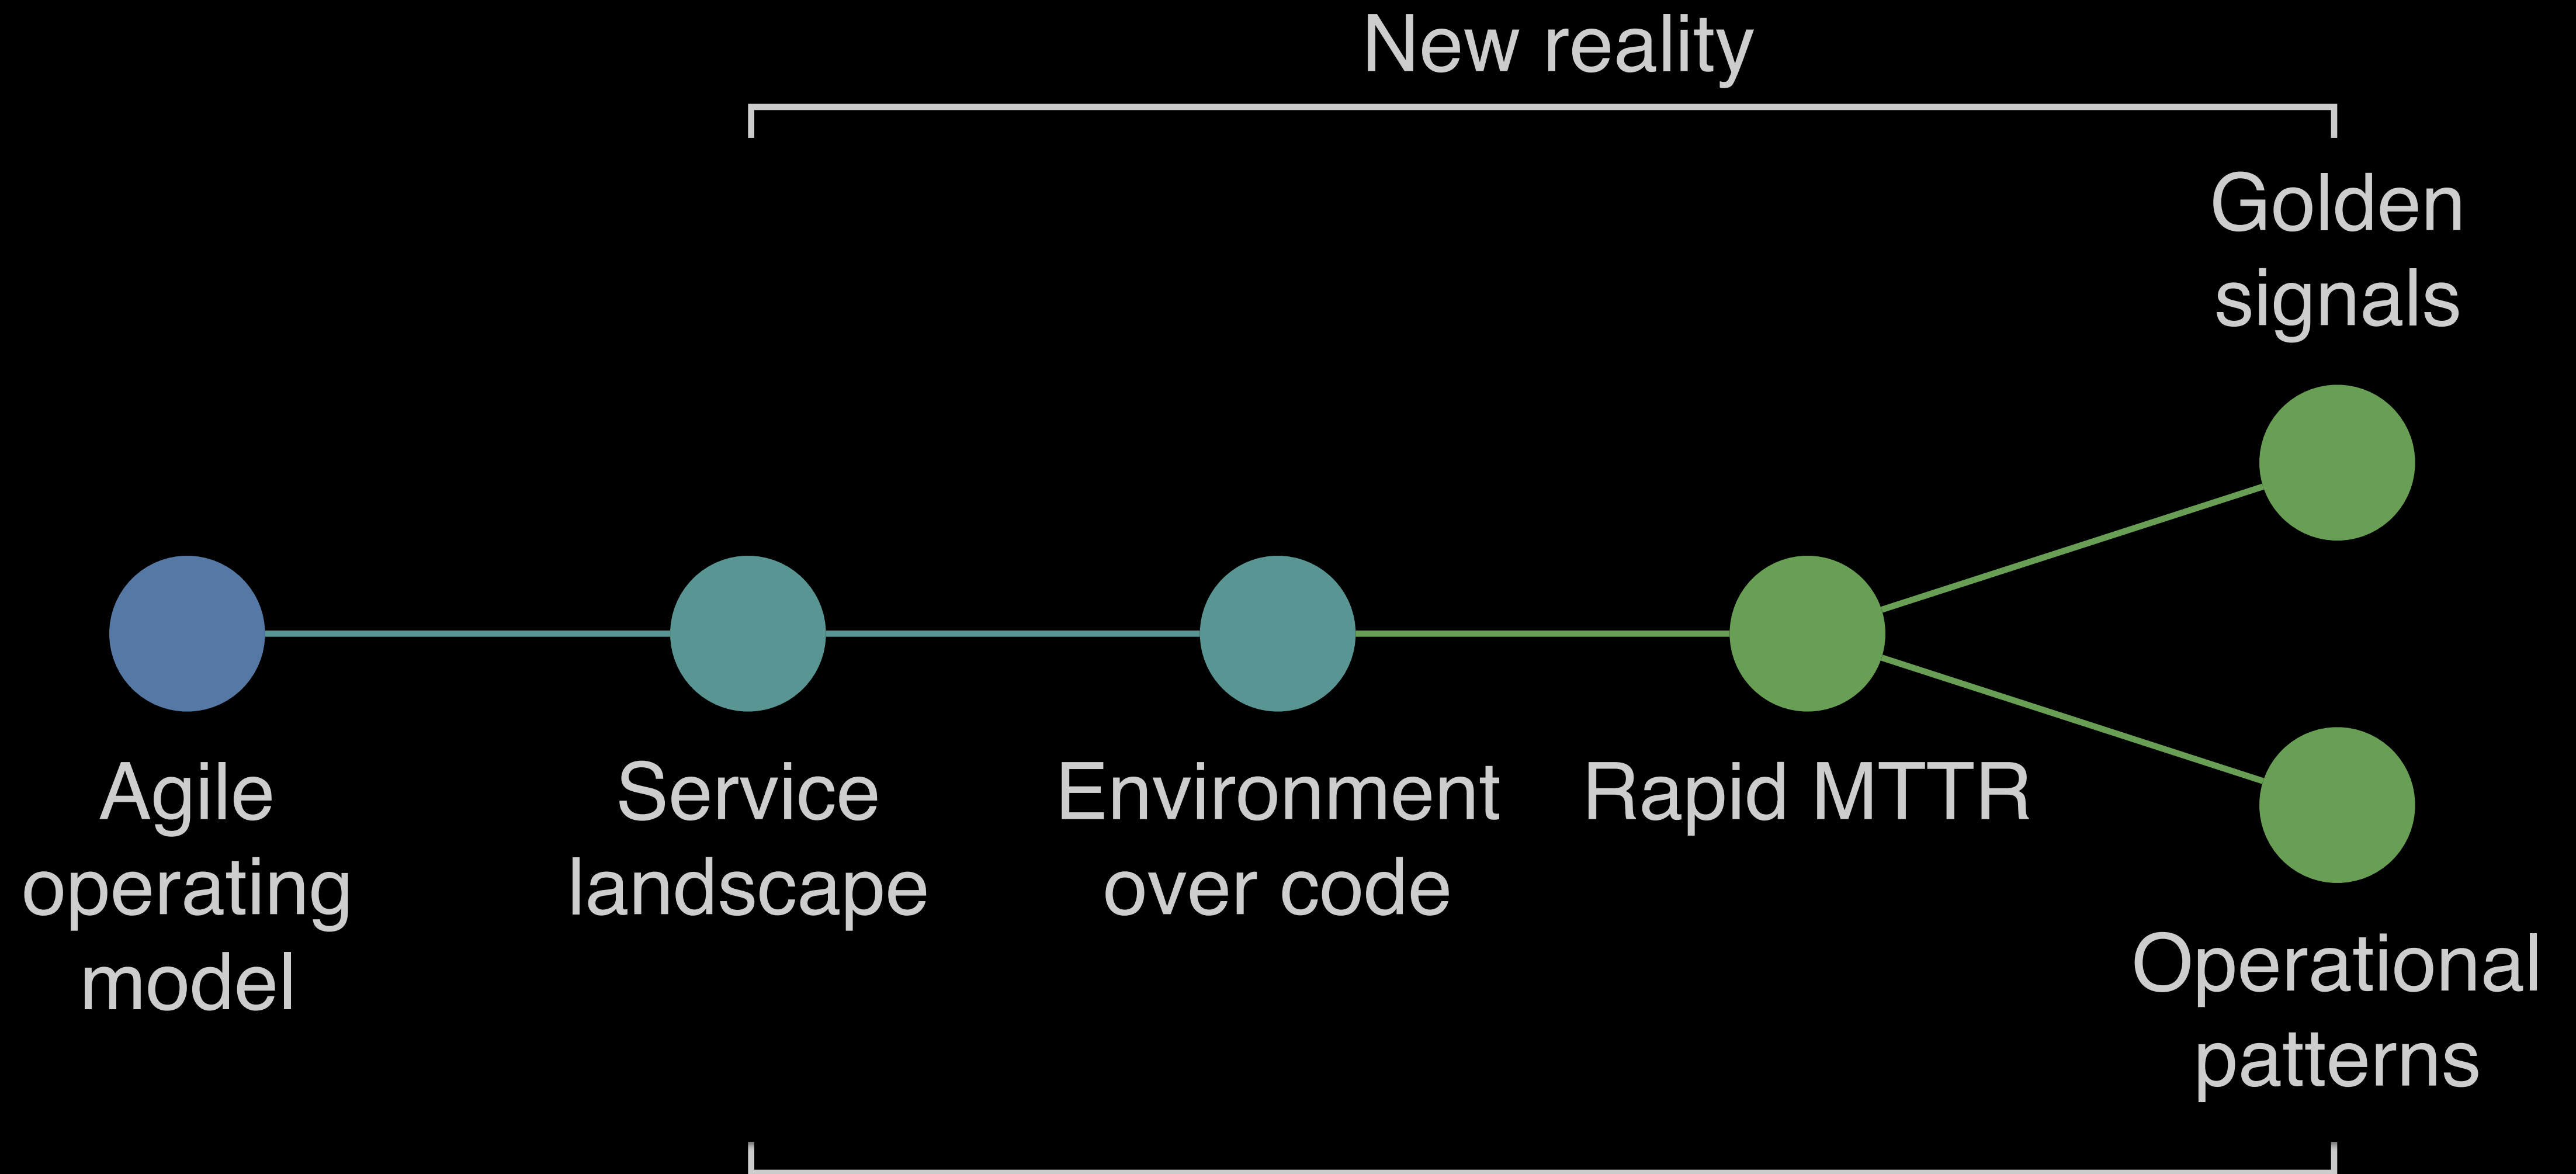 New reality
Golden
signals
Agile
operating
model
Service
landscape
Environment
over code
Rapid MTTR
Operational
patterns